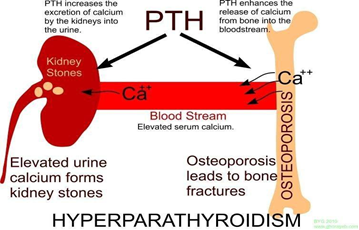 PTH increases the
excretion of calcium
by the kidneys into
the urine.
PTH
PTH enhances the
release of calcium
from bone into the
bloodstream.
Kidney
Stones
Ca++
Ca++
Blood Stream
Elevated serum calcium.
OSTEOPOROSIS
Elevated urine
calcium forms
kidney stones
Osteoporosis
leads to bone
fractures
HYPERPARATHYROIDISM